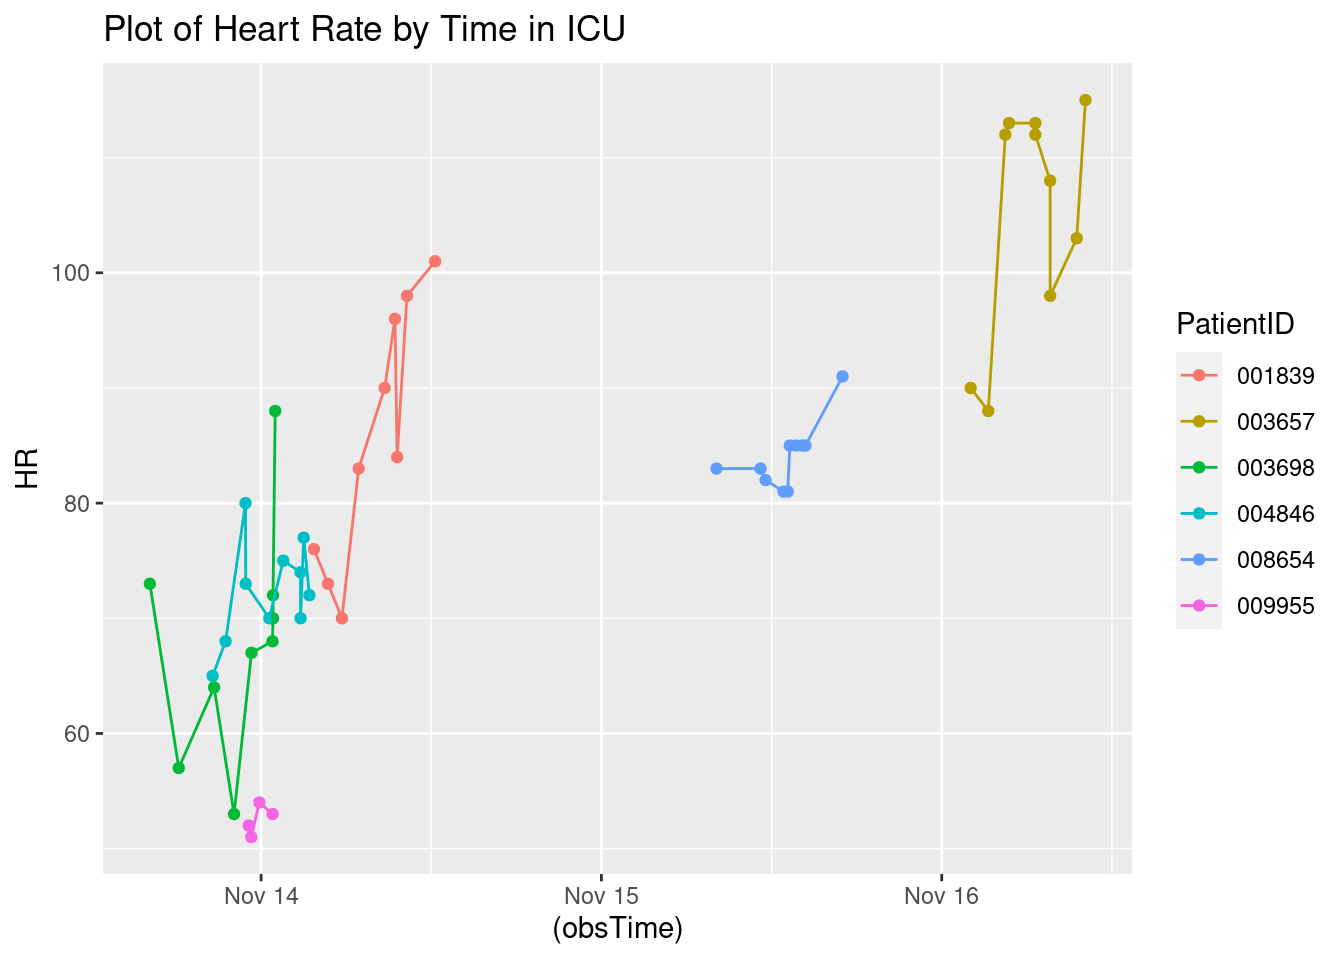 Plot of Heart Rate by Time in ICU
HR
100
80
60
Nov 14
Nov 15
Nov 16
(obsTime)
PatientID
001839
003657
003698
004846
008654
009955